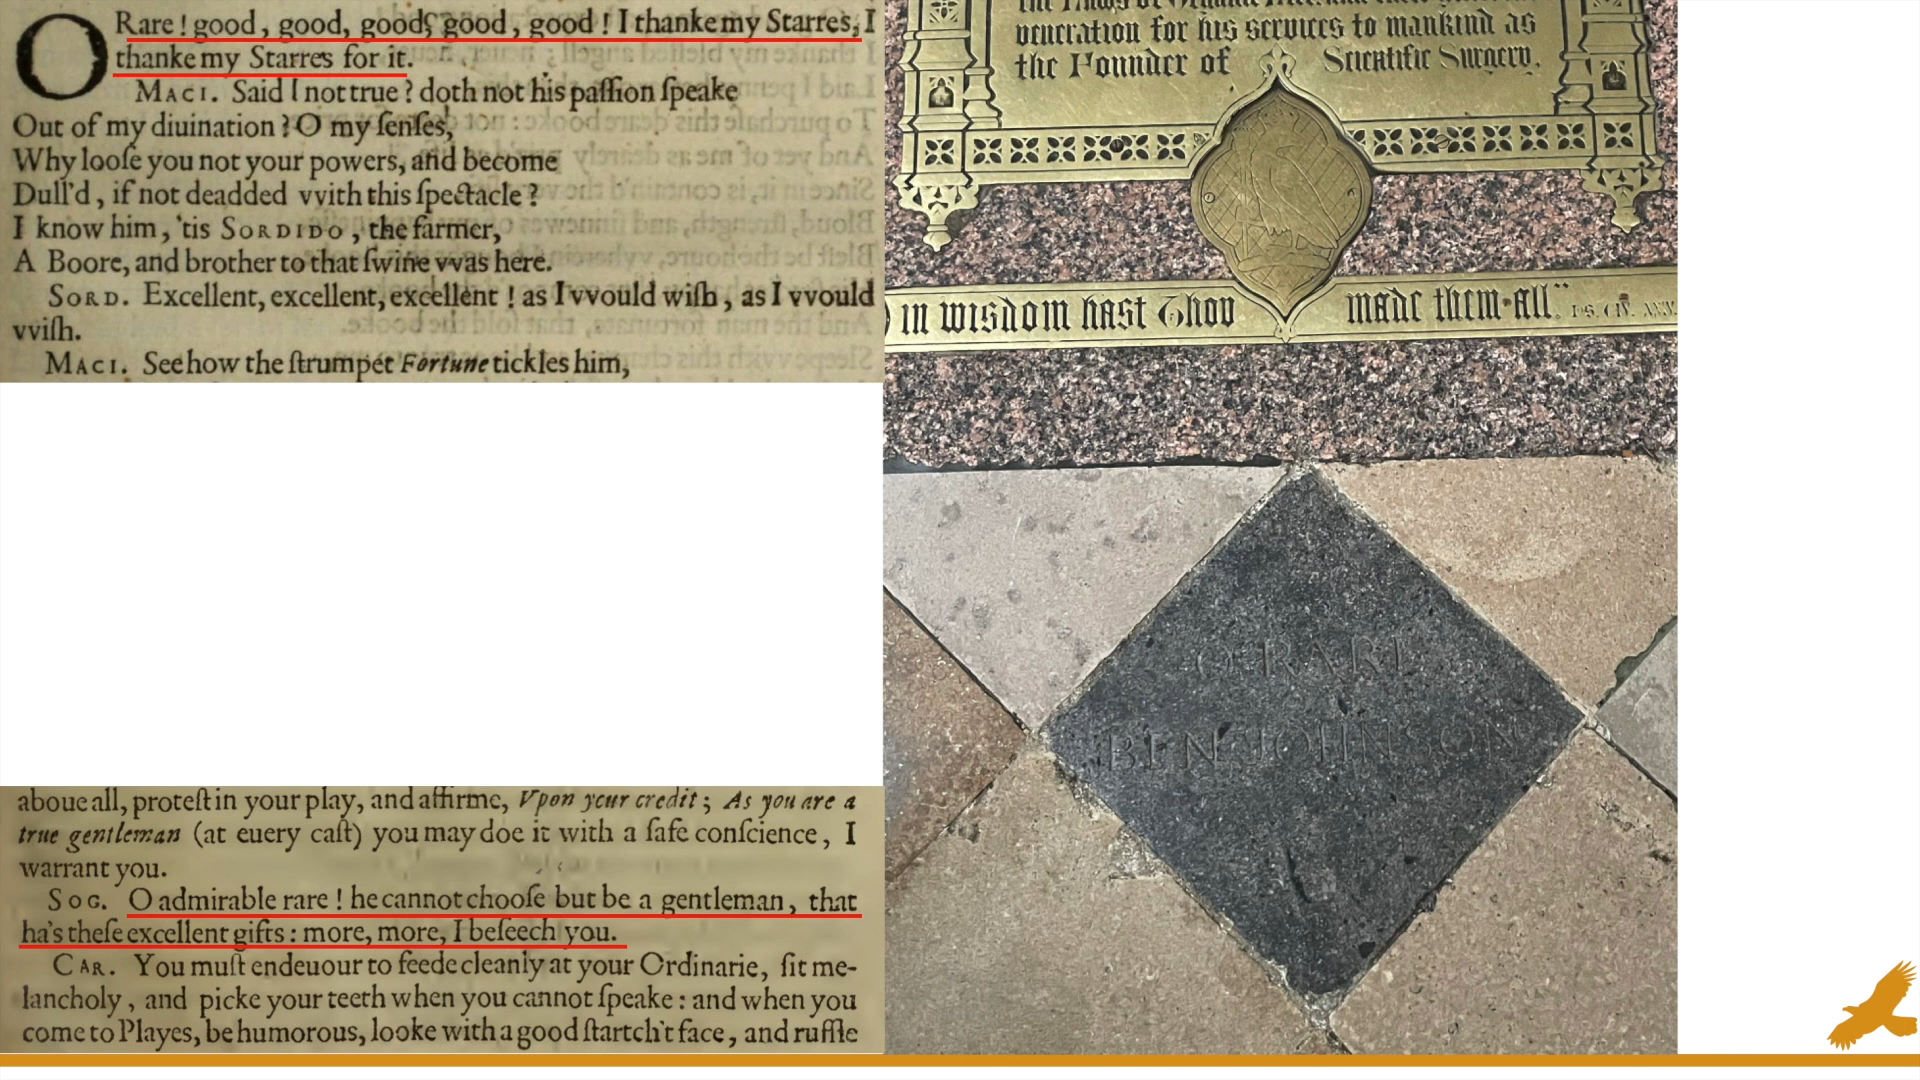 O Rare! good, good, good, good, good! I thanke my Starres, I
thanke my Starres for it.
MACI. Said I not true? doth not his paſſion ſpeake
Out of my diuination? O my ſenſes,
Why looſe you not your powers, and become
Dull'd, if not deadded vvith this ſpectacle?
I know him, 'tis SORDIDO, the farmer,
A Boore, and brother to that ſwine vvas here.
SORD. Excellent, excellent, excellent! as I vvould wiſh, as I vvould
vviſh.
MACI. See how the ſtrumpet Fortune tickles him,
aboue all, proteſt in your play, and affirme, Vpon your credit; As you are a
true gentleman (at euery caſt) you may doe it with a ſafe conſcience, I
warrant you.
SOG. O admirable rare! he cannot chooſe but be a gentleman, that
ha's theſe excellent gifts: more, more, I beſeech you.
CAR. You muſt endeuour to feede cleanly at your Ordinarie, ſit me-
lancholy, and picke your teeth when you cannot ſpeake: and when you
come to Playes, be humorous, looke with a good ſtartch't face, and ruffle
veneration for his services to mankind as
the Founder of Scientific Surgery.
in wisdom hast Thou made them all." PS. CIV.
O RARE
BEN JOHNSON